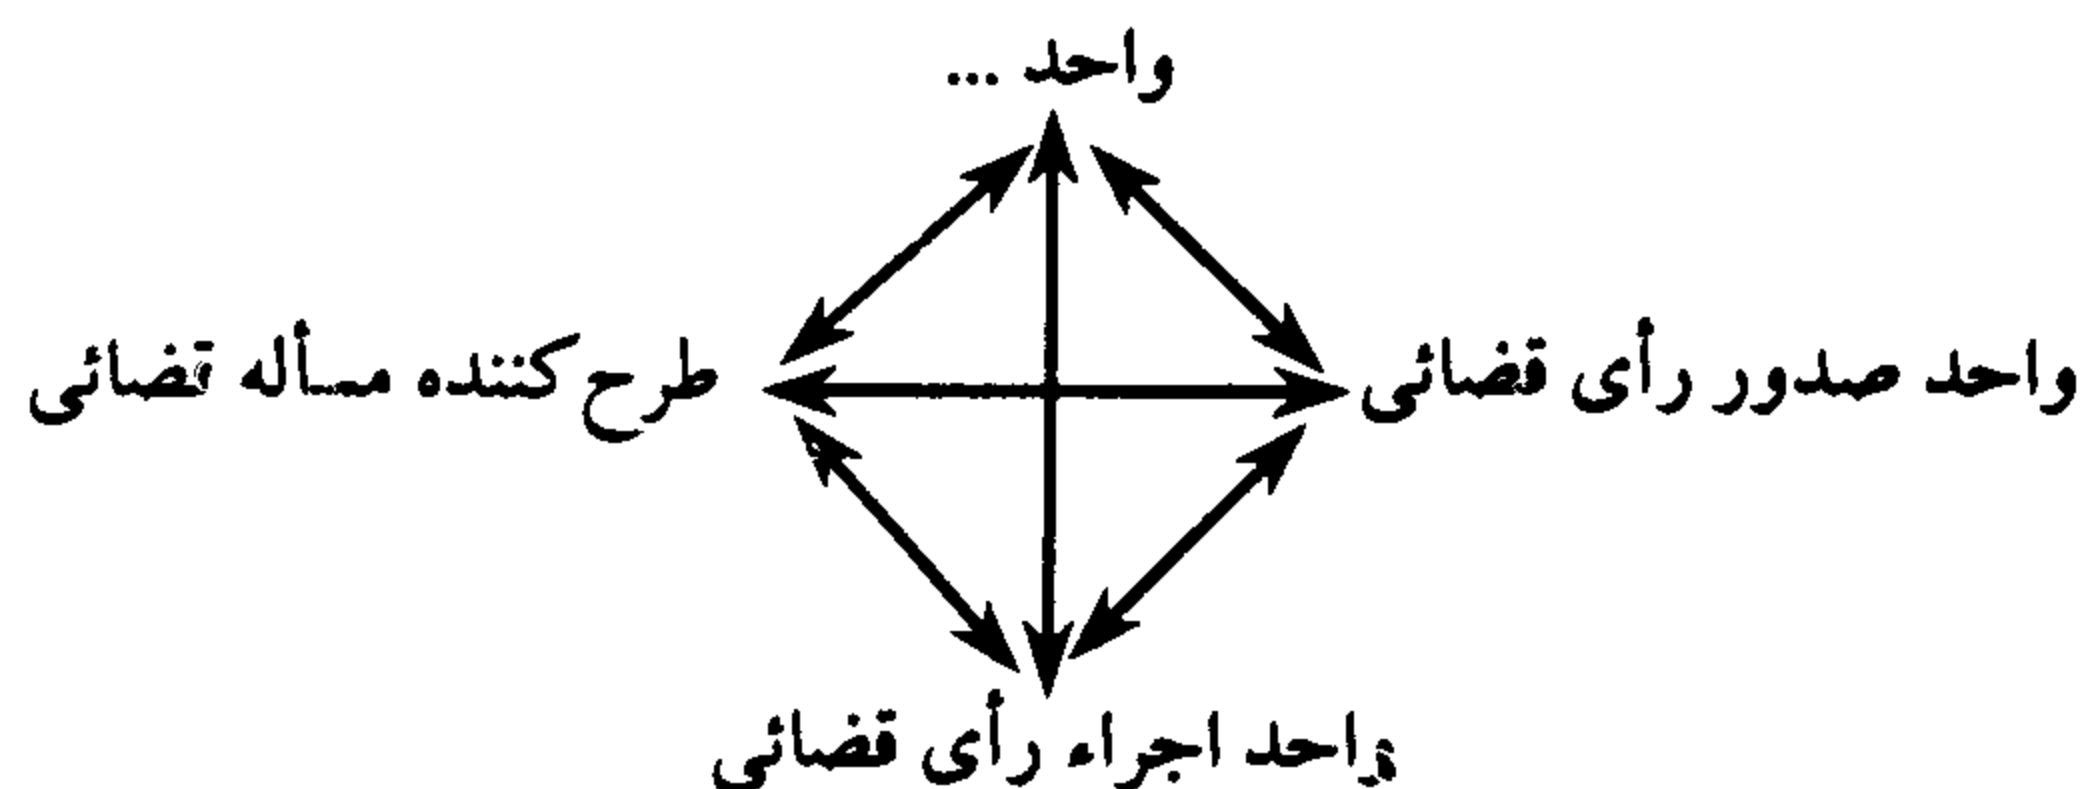 واحد ...
واحد صدور رأی قضائی
طرح کننده مسأله قضائی
واحد اجراء رأی قضائی